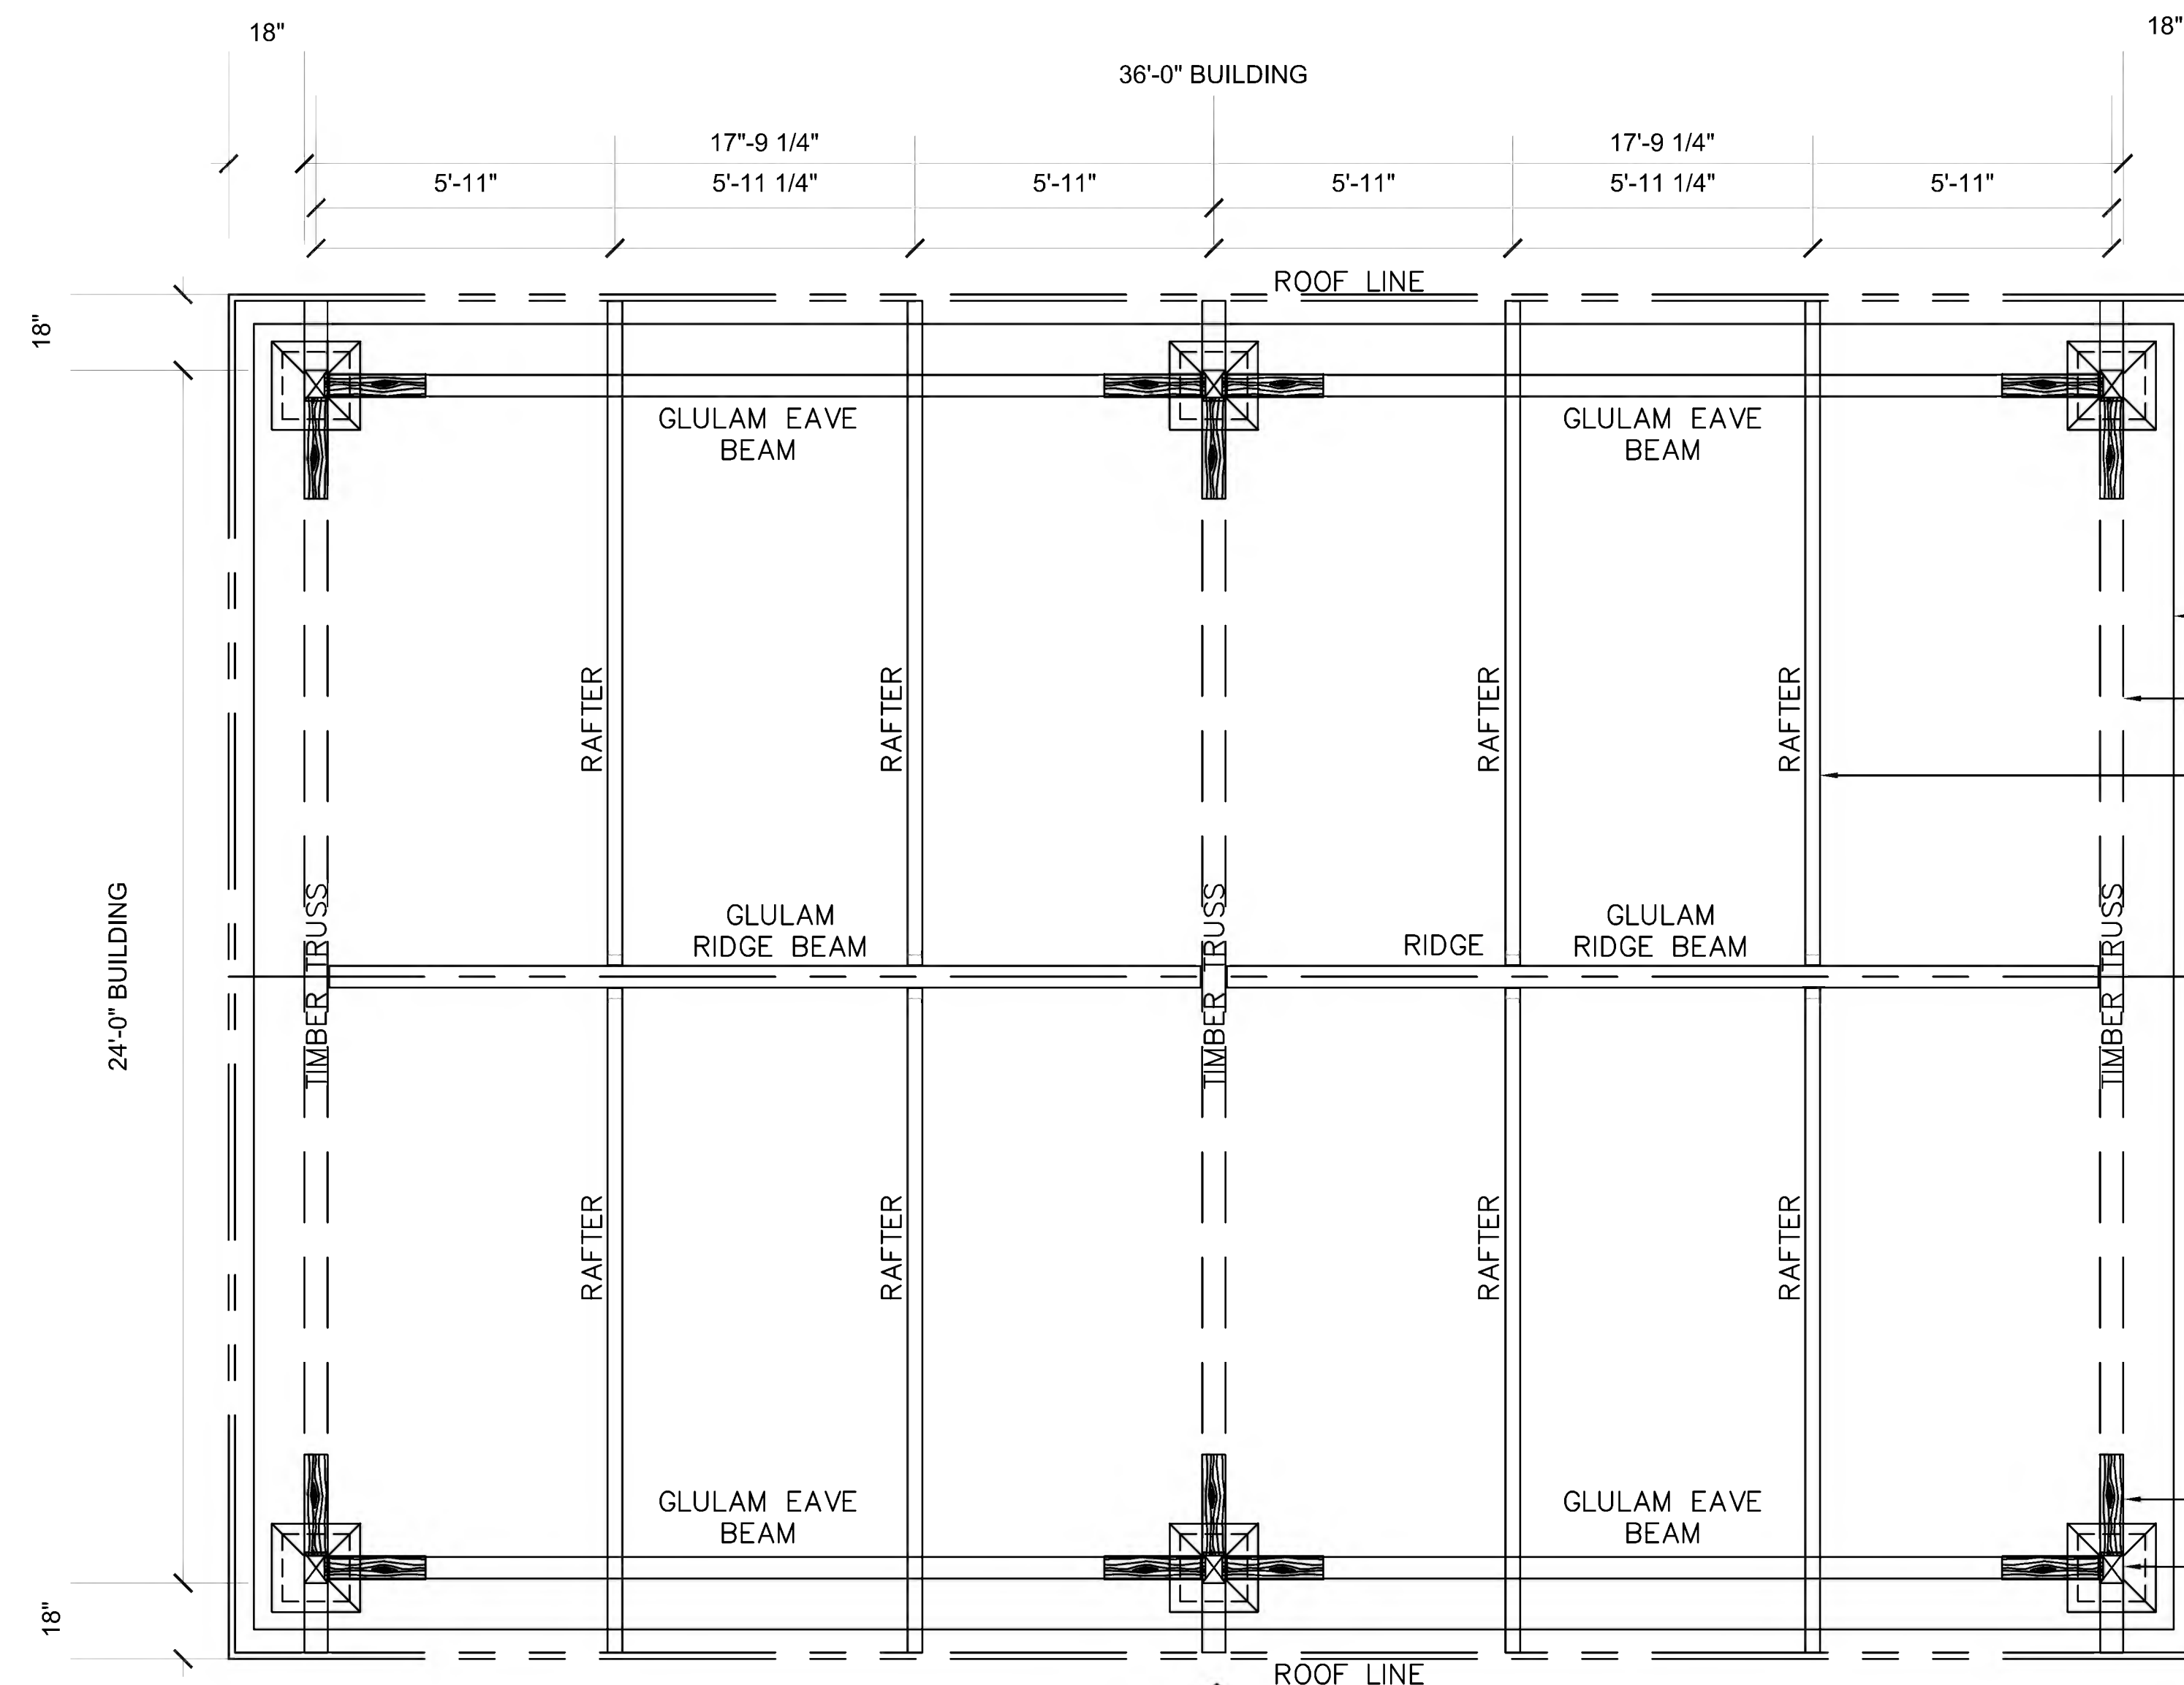 18"
18"
36'-0" BUILDING
17"-9 1/4"
17'-9 1/4"
5'-11"
5'-11 1/4"
5'-11"
5'-11"
5'-11 1/4"
5'-11"
ROOF LINE
18"
GLULAM EAVE
BEAM
GLULAM EAVE
BEAM
RAFTER
RAFTER
RAFTER
RAFTER
24'-0" BUILDING
TIMBER TRUSS
GLULAM
RIDGE BEAM
TIMBER TRUSS
RIDGE
GLULAM
RIDGE BEAM
TIMBER TRUSS
RAFTER
RAFTER
RAFTER
RAFTER
GLULAM EAVE
BEAM
GLULAM EAVE
BEAM
18"
ROOF LINE